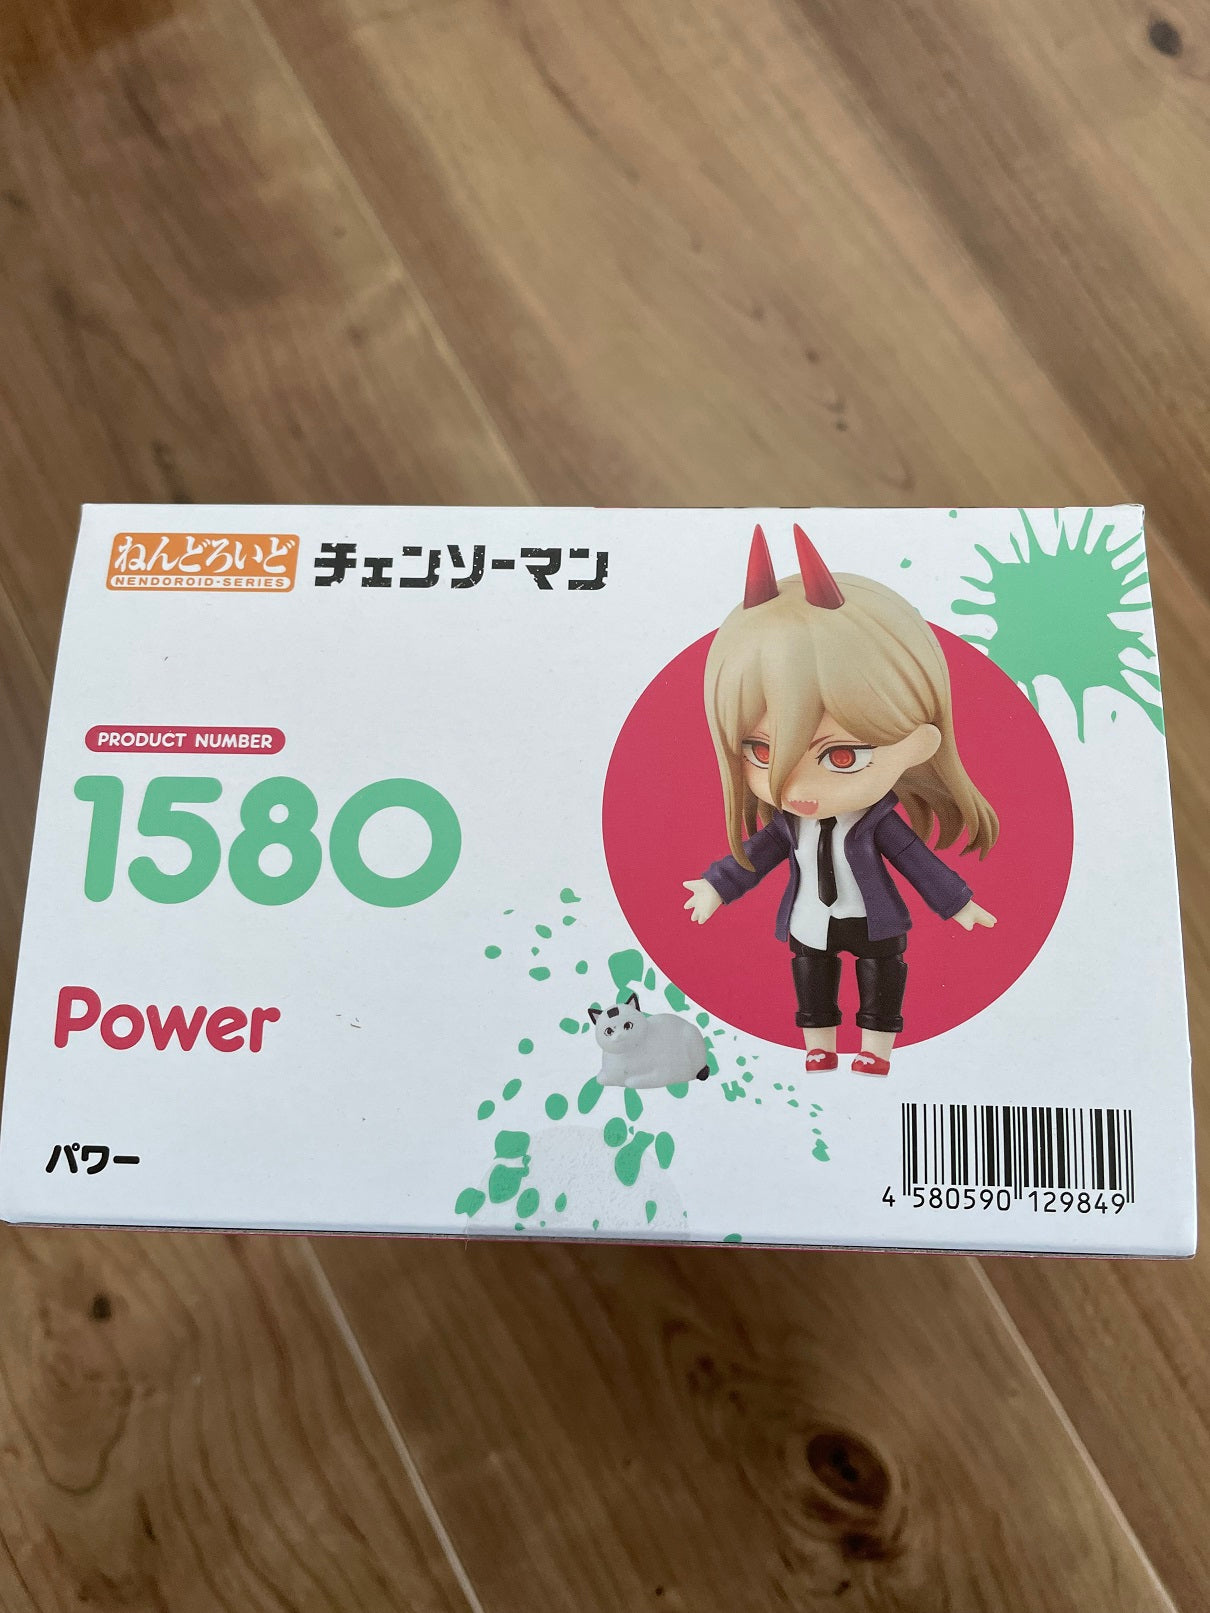 ねんどろいど
NENDOROID-SERIES
チェンソーマン
PRODUCT NUMBER
1580
Power
パワー
4 580590 129849